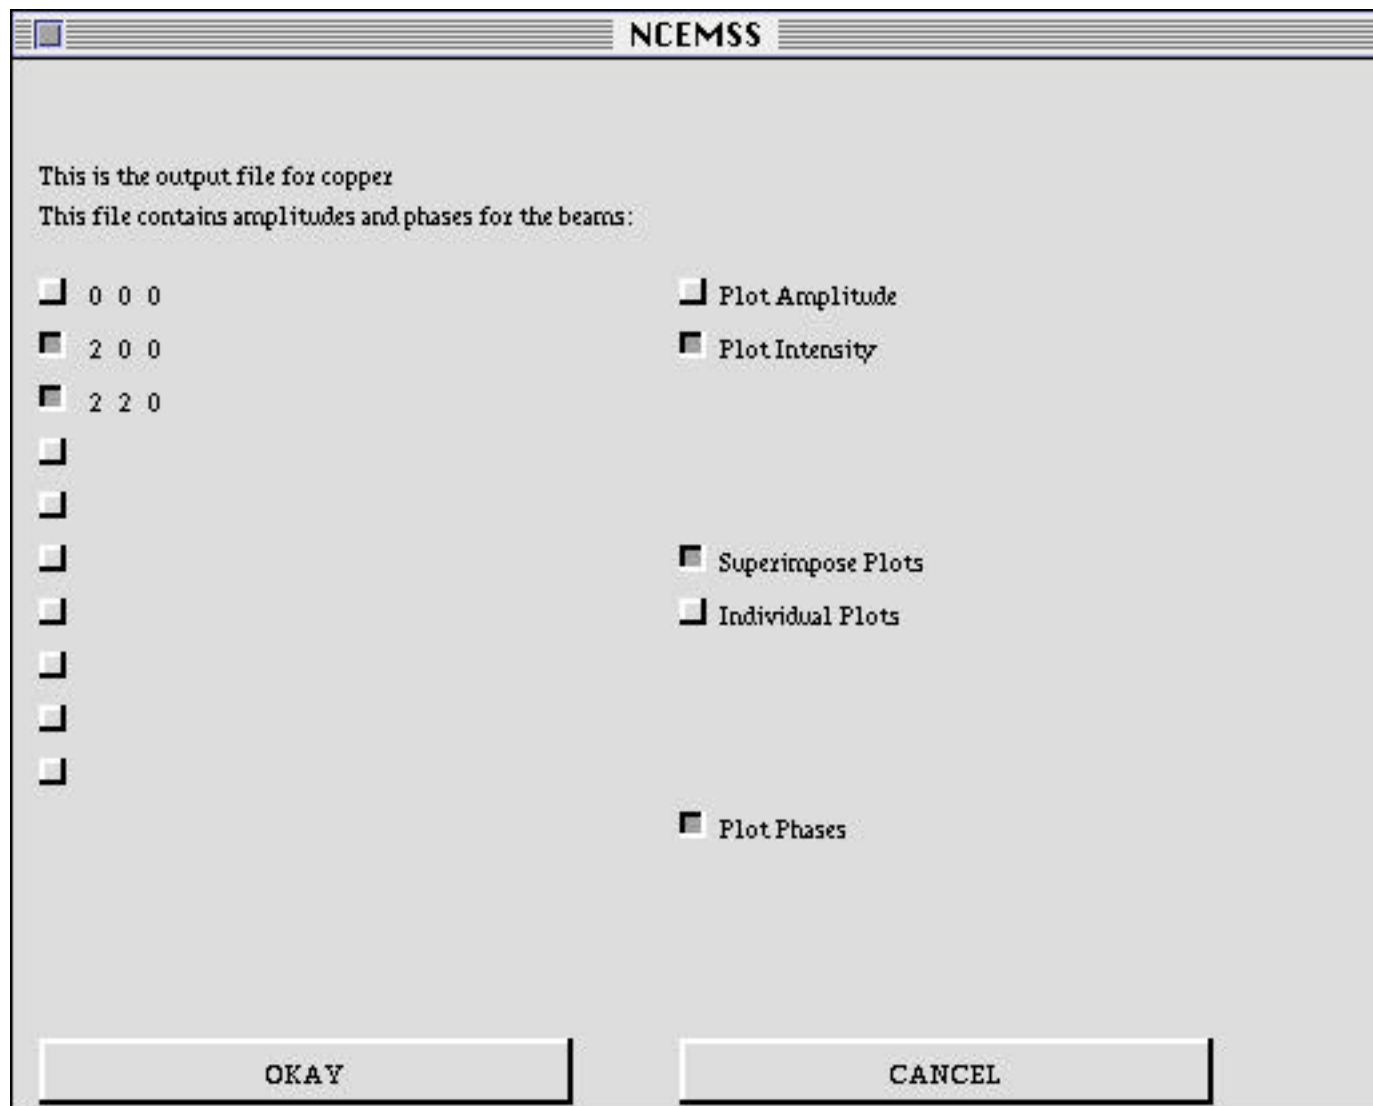 NCEMSS
This is the output file for copper
This file contains amplitudes and phases for the beams:
0 0 0
Plot Amplitude
2 0 0
Plot Intensity
2 2 0
Superimpose Plots
Individual Plots
Plot Phases
OKAY
CANCEL